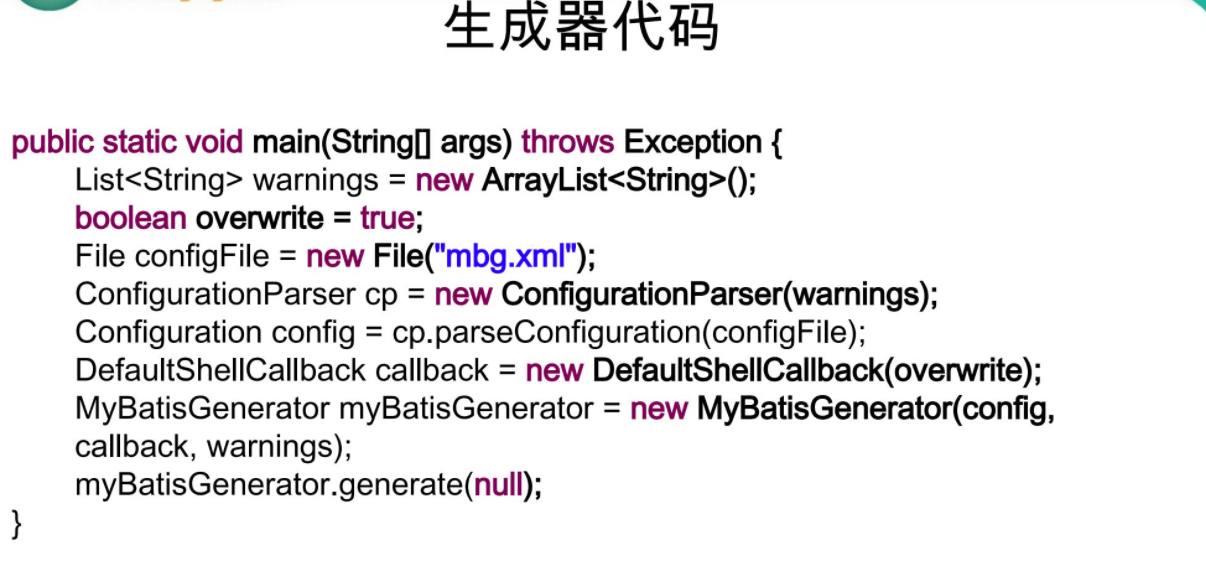 生成器代码
public static void main(String[] args) throws Exception {
List<String> warnings = new ArrayList<String>();
boolean overwrite = true;
File configFile = new File("mbg.xml");
ConfigurationParser cp = new ConfigurationParser(warnings);
Configuration config = cp.parseConfiguration(configFile);
DefaultShellCallback callback = new DefaultShellCallback(overwrite);
MyBatisGenerator myBatisGenerator = new MyBatisGenerator(config,
callback, warnings);
myBatisGenerator.generate(null);
}